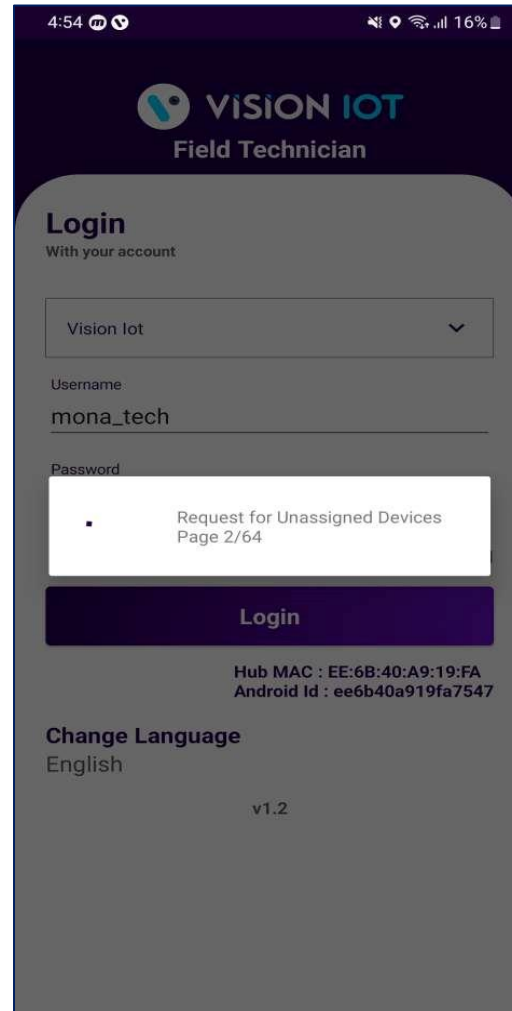 4:54 16%
VISION IOT
Field Technician
Login
With your account
Vision Iot
Username
mona_tech
Password
Request for Unassigned Devices
Page 2/64
Login
Hub MAC : EE:6B:40:A9:19:FA
Android Id : ee6b40a919fa7547
Change Language
English
v1.2